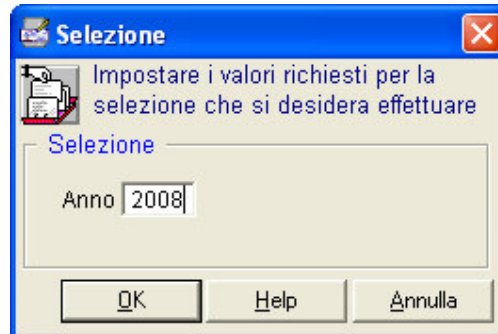 Selezione
Impostare i valori richiesti per la
selezione che si desidera effettuare
Selezione
Anno 2008
OK Help Annulla